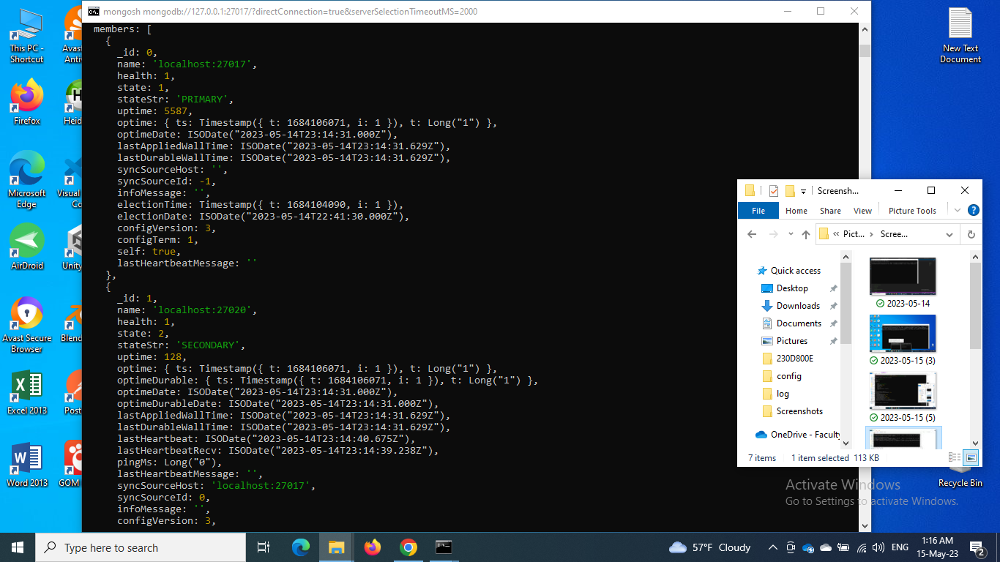 mongosh mongodb://127.0.0.1:27017/?directConnection=true&serverSelectionTimeoutMS=2000
members: [
{
_id: 0,
name: 'localhost:27017',
health: 1,
state: 1,
stateStr: 'PRIMARY',
uptime: 5587,
optime: { ts: Timestamp({ t: 1684106071, i: 1 }), t: Long("1") },
optimeDate: ISODate("2023-05-14T23:14:31.000Z"),
lastAppliedWallTime: ISODate("2023-05-14T23:14:31.629Z"),
lastDurableWallTime: ISODate("2023-05-14T23:14:31.629Z"),
syncSourceHost: '',
syncSourceId: -1,
infoMessage: '',
electionTime: Timestamp({ t: 1684104090, i: 1 }),
electionDate: ISODate("2023-05-14T22:41:30.000Z"),
configVersion: 3,
configTerm: 1,
self: true,
lastHeartbeatMessage: ''
},
{
_id: 1,
name: 'localhost:27020',
health: 1,
state: 2,
stateStr: 'SECONDARY',
uptime: 128,
optime: { ts: Timestamp({ t: 1684106071, i: 1 }), t: Long("1") },
optimeDurable: { ts: Timestamp({ t: 1684106071, i: 1 }), t: Long("1") },
optimeDate: ISODate("2023-05-14T23:14:31.000Z"),
optimeDurableDate: ISODate("2023-05-14T23:14:31.000Z"),
lastAppliedWallTime: ISODate("2023-05-14T23:14:31.629Z"),
lastDurableWallTime: ISODate("2023-05-14T23:14:31.629Z"),
lastHeartbeat: ISODate("2023-05-14T23:14:40.675Z"),
lastHeartbeatRecv: ISODate("2023-05-14T23:14:39.238Z"),
pingMs: Long("0"),
lastHeartbeatMessage: '',
syncSourceHost: 'localhost:27017',
syncSourceId: 0,
infoMessage: '',
configVersion: 3,
This PC -
Shortcut
Avas
Anti
Firefox
Heid
Microsoft
Edge
Visual
Co
AirDroid
Unity
Avast Secure
Browser
Blend
Excel 2013
Post
Word 2013
GOM
New Text
Document
Screensh...
File
Home
Share
View
Picture Tools
Pict...
Scree...
Quick access
Desktop
Downloads
Documents
Pictures
230D800E
config
log
Screenshots
OneDrive - Faculty
2023-05-14
2023-05-15 (3)
2023-05-15 (5)
7 items
1 item selected
113 KB
Recycle Bin
Activate Windows
Go to Settings to activate Windows.
Type here to search
57°F
Cloudy
ENG
1:16 AM
15-May-23
2